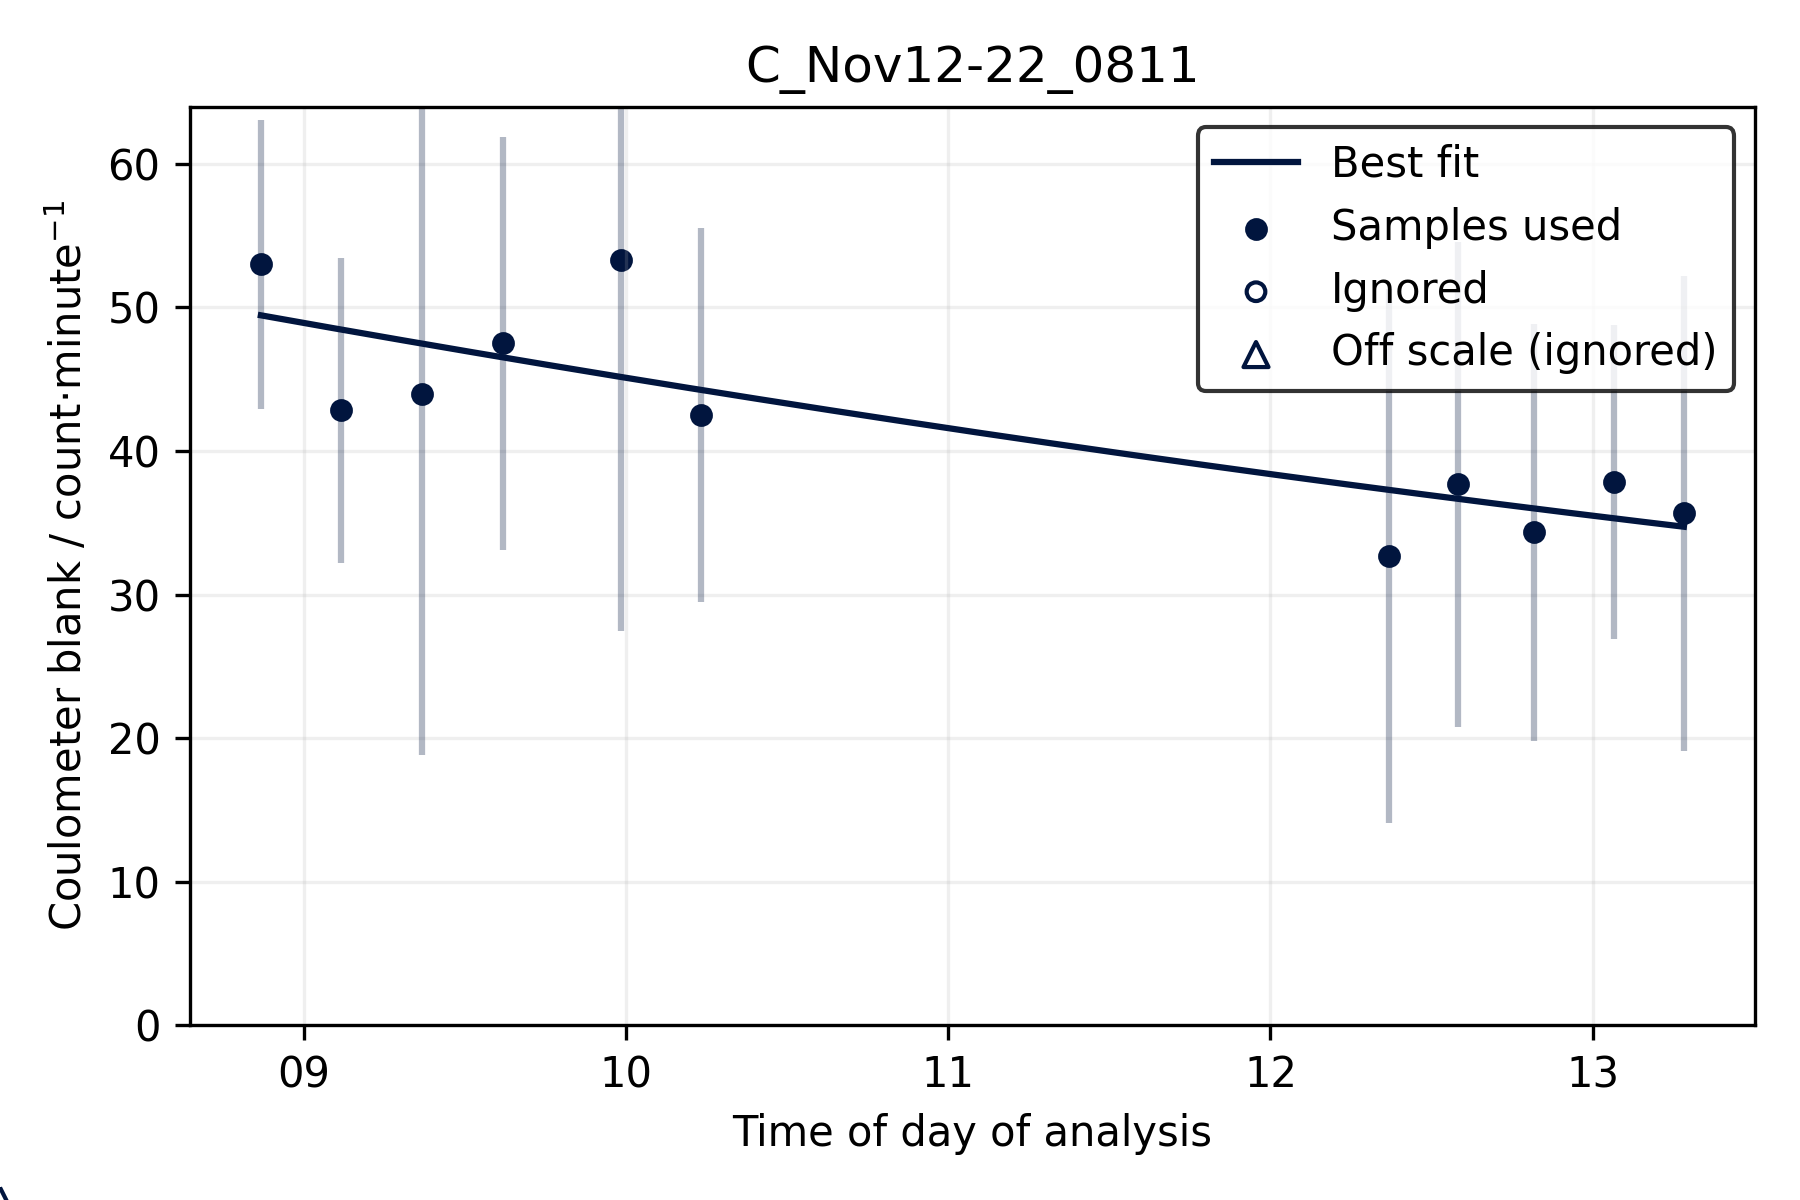 C_Nov12-22_0811
Coulometer blank / count·minute⁻¹
60
50
40
30
20
10
0
09 10 11 12 13
Time of day of analysis
Best fit
Samples used
Ignored
Off scale (ignored)